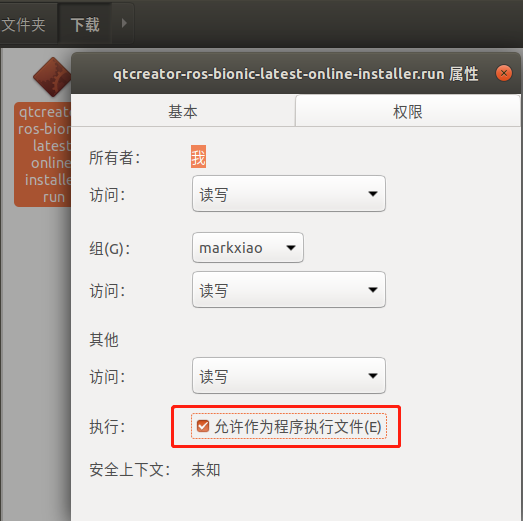 文件夹
下载
qtcreator-ros-bionic-latest-online-installer.run 属性
qtcreato
ros-bion
latest
online
installe
run
基本
权限
所有者：
我
访问：
读写
组(G)：
markxiao
访问：
读写
其他
访问：
读写
执行：
允许作为程序执行文件(E)
安全上下文：
未知